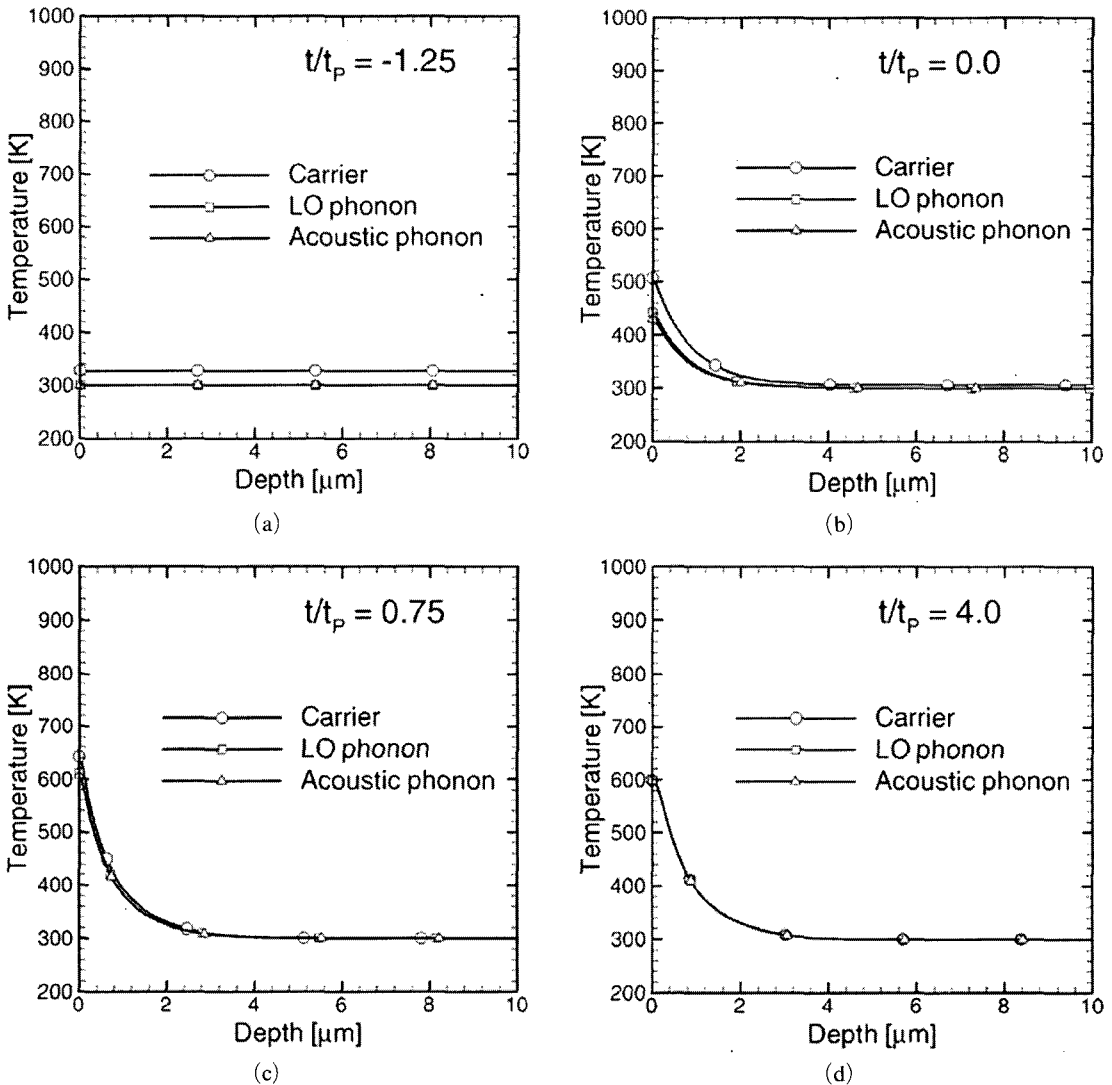 1000
900
800
700
600
500
400
300
200
Temperature [K]
t/tP = -1.25
Carrier
LO phonon
Acoustic phonon
0 2 4 6 8 10
Depth [μm]
(a)
1000
900
800
700
600
500
400
300
200
Temperature [K]
t/tP = 0.0
Carrier
LO phonon
Acoustic phonon
0 2 4 6 8 10
Depth [μm]
(b)
1000
900
800
700
600
500
400
300
200
Temperature [K]
t/tP = 0.75
Carrier
LO phonon
Acoustic phonon
0 2 4 6 8 10
Depth [μm]
(c)
1000
900
800
700
600
500
400
300
200
Temperature [K]
t/tP = 4.0
Carrier
LO phonon
Acoustic phonon
0 2 4 6 8 10
Depth [μm]
(d)